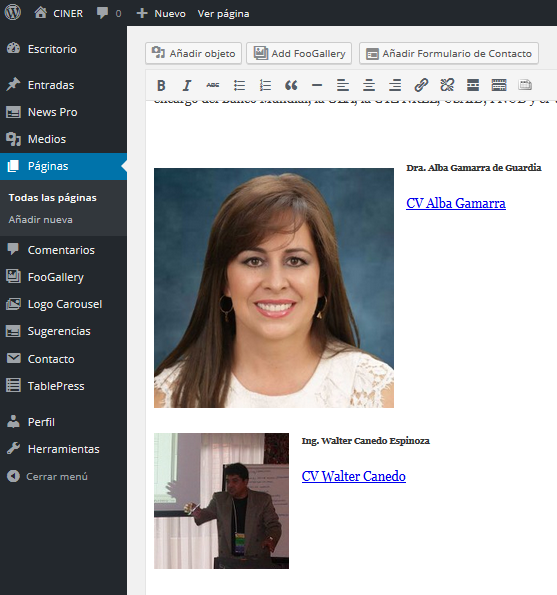 CINER 0 Nuevo Ver página
Escritorio
Entradas
News Pro
Medios
Páginas
Todas las páginas
Añadir nueva
Comentarios
FooGallery
Logo Carousel
Sugerencias
Contacto
TablePress
Perfil
Herramientas
Cerrar menú
Añadir objeto Add FooGallery Añadir Formulario de Contacto
B I ABC
Dra. Alba Gamarra de Guardia
CV Alba Gamarra
Ing. Walter Canedo Espinoza
CV Walter Canedo